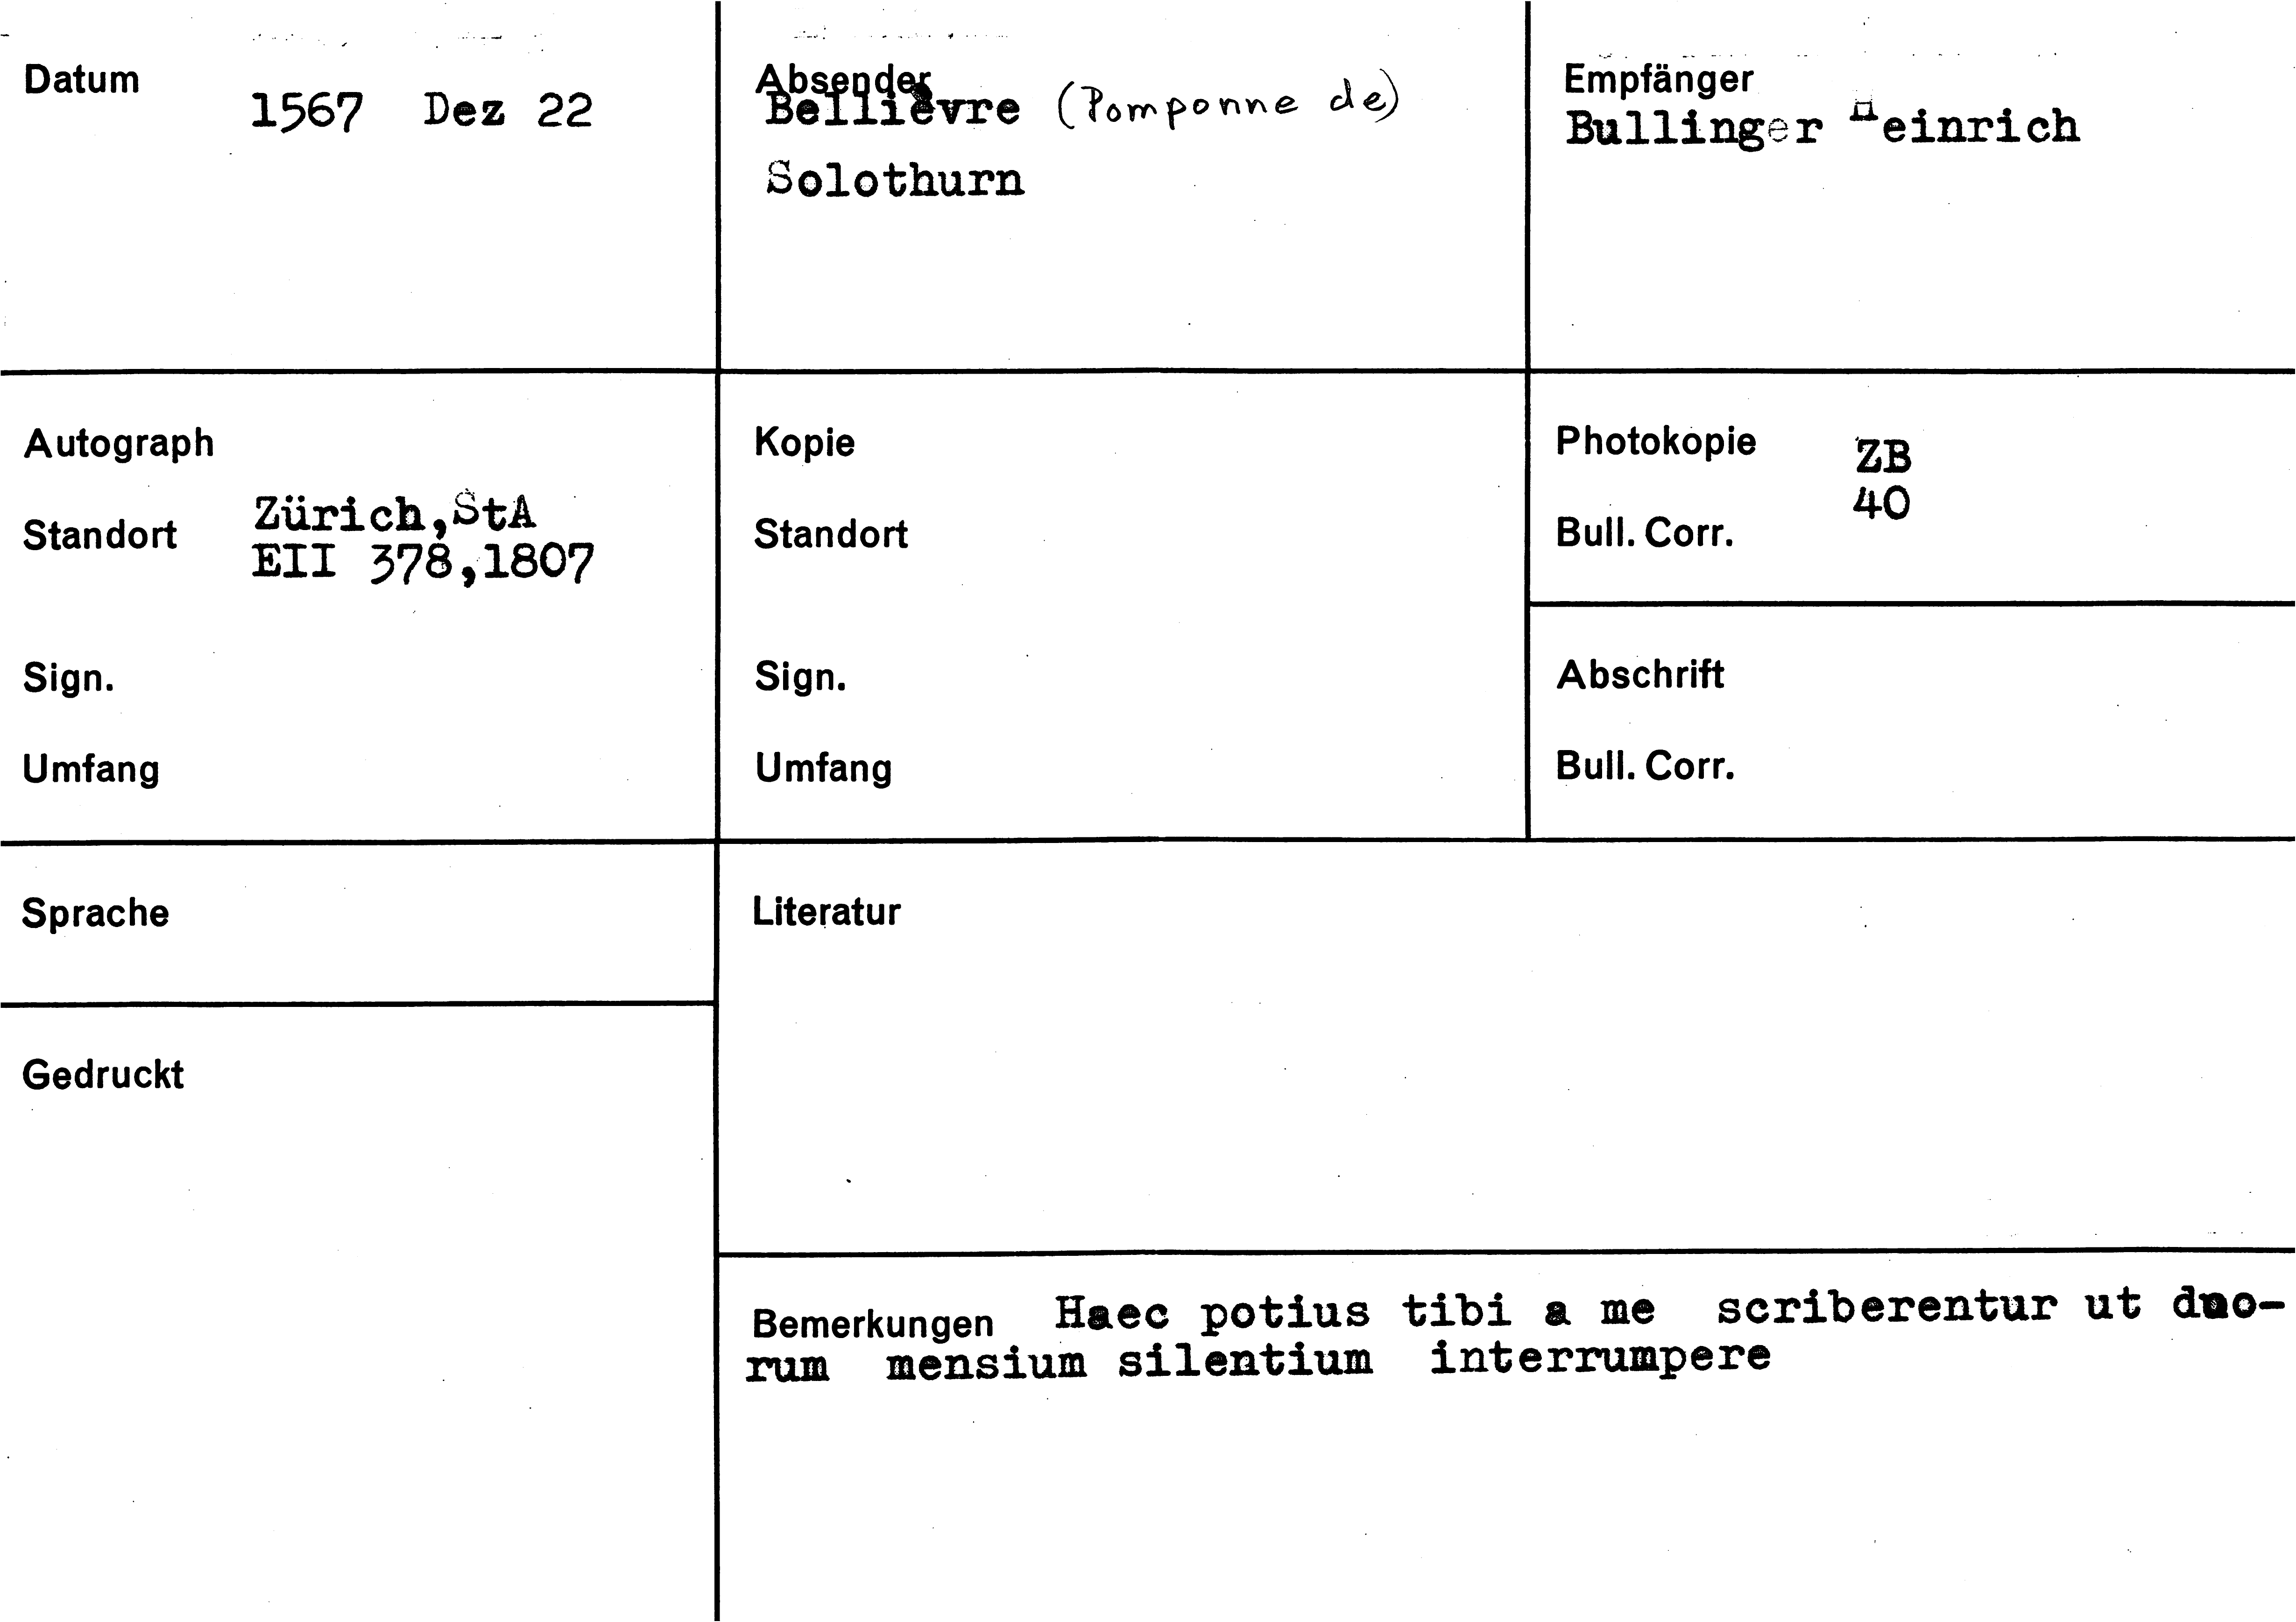 Datum
1567 Dez 22
Absender
Bellièvre (Pomponne de)
Solothurn
Empfänger
Bullinger Heinrich
Autograph
Standort
Zürich,StA
EII 378,1807
Sign.
Umfang
Kopie
Standort
Sign.
Umfang
Photokopie ZB
Bull. Corr. 40
Abschrift
Bull. Corr.
Sprache
Literatur
Gedruckt
Bemerkungen Haec potius tibi a me scriberentur ut duo-
rum mensium silentium interrumpere